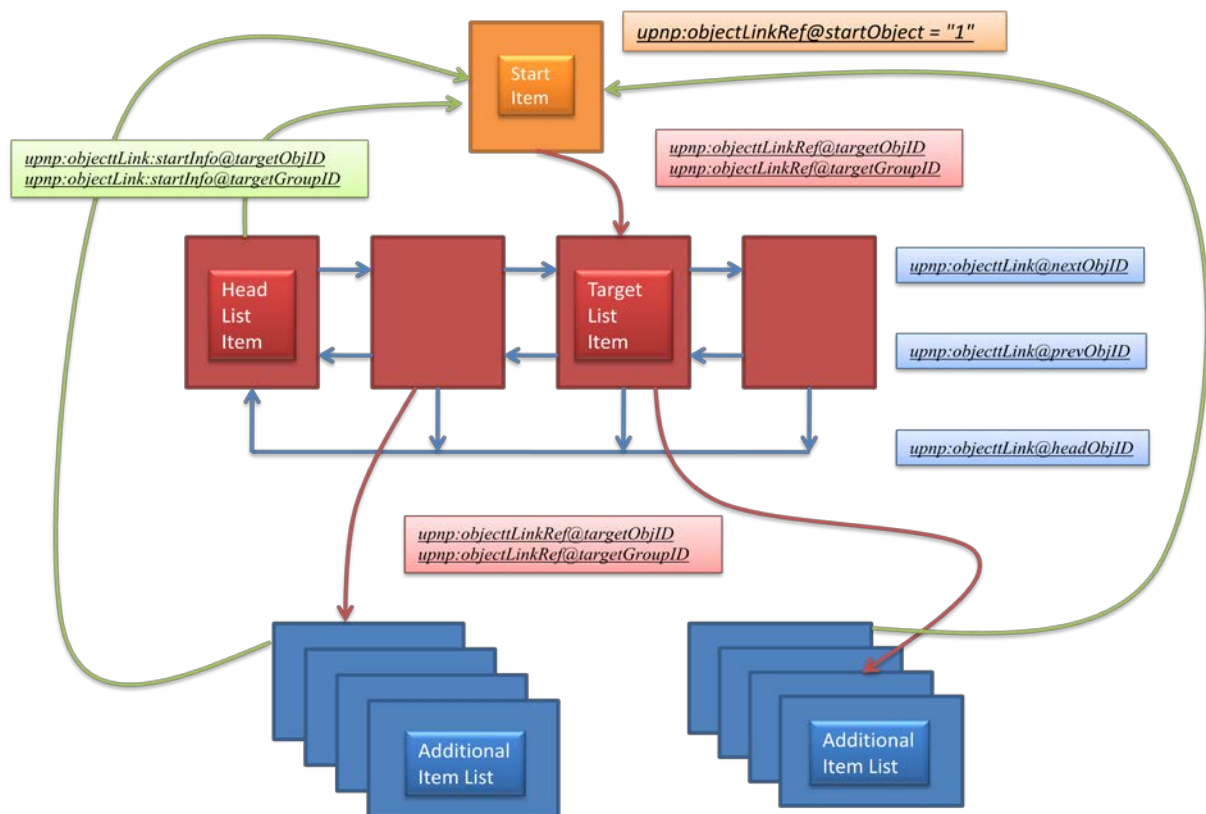 upnp:objectLinkRef@startObject = "1"
Start
Item
upnp:objecttLink:startInfo@targetObjID
upnp:objectLink:startInfo@targetGroupID
upnp:objecttLinkRef@targetObjID
upnp:objectLinkRef@targetGroupID
Head
List
Item
Target
List
Item
upnp:objecttLink@nextObjID
upnp:objecttLink@prevObjID
upnp:objecttLink@headObjID
upnp:objecttLinkRef@targetObjID
upnp:objectLinkRef@targetGroupID
Additional
Item List
Additional
Item List